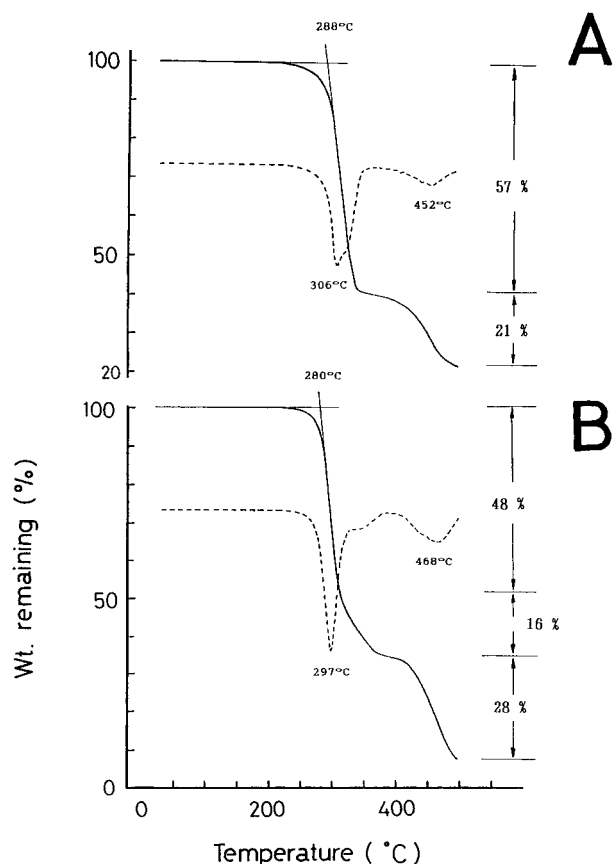 A
288°C
100
57 %
452°C
50
306°C
21 %
20
280°C
B
100
48 %
468°C
50
16 %
297°C
28 %
0
0 200 400
Wt. remaining (%)
Temperature (°C)